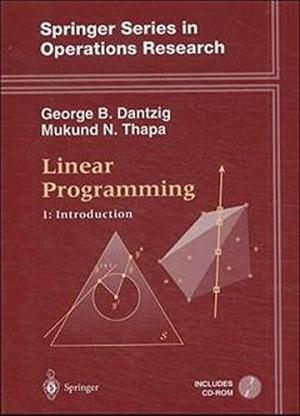 Springer Series in
Operations Research
George B. Dantzig
Mukund N. Thapa
Linear
Programming
1: Introduction
S
Springer
INCLUDES
CD-ROM